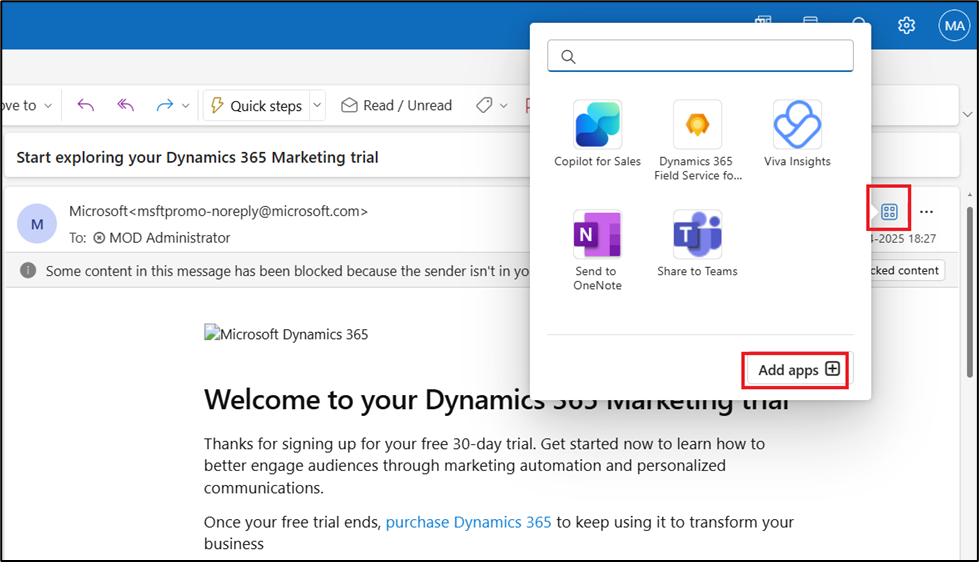 MA
ove to
Quick steps
Read / Unread
Start exploring your Dynamics 365 Marketing trial
Copilot for Sales
Dynamics 365
Field Service fo...
Viva Insights
N
Send to
OneNote
T
Share to Teams
Add apps
M
Microsoft<msftpromo-noreply@microsoft.com>
To: MOD Administrator
4-2025 18:27
Some content in this message has been blocked because the sender isn't in yo
cked content
Microsoft Dynamics 365
Welcome to your Dynamics 365 Marketing trial
Thanks for signing up for your free 30-day trial. Get started now to learn how to
better engage audiences through marketing automation and personalized
communications.
Once your free trial ends, purchase Dynamics 365 to keep using it to transform your
business